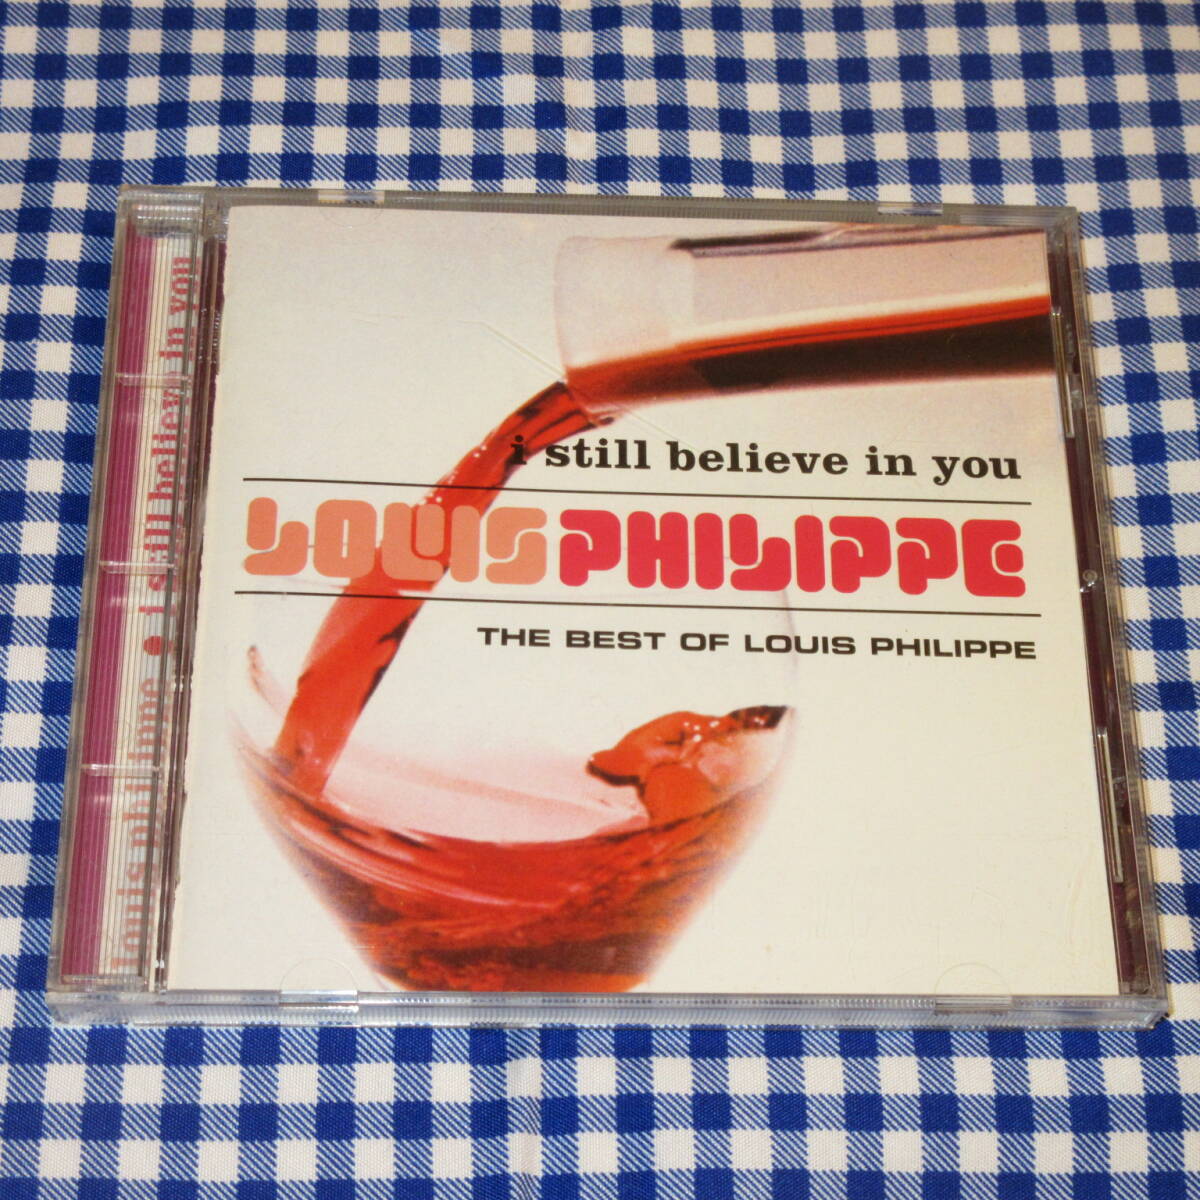 i still believe in you
LOUIS PHILIPPE
THE BEST OF LOUIS PHILIPPE
louis philippe ● i still believe in you